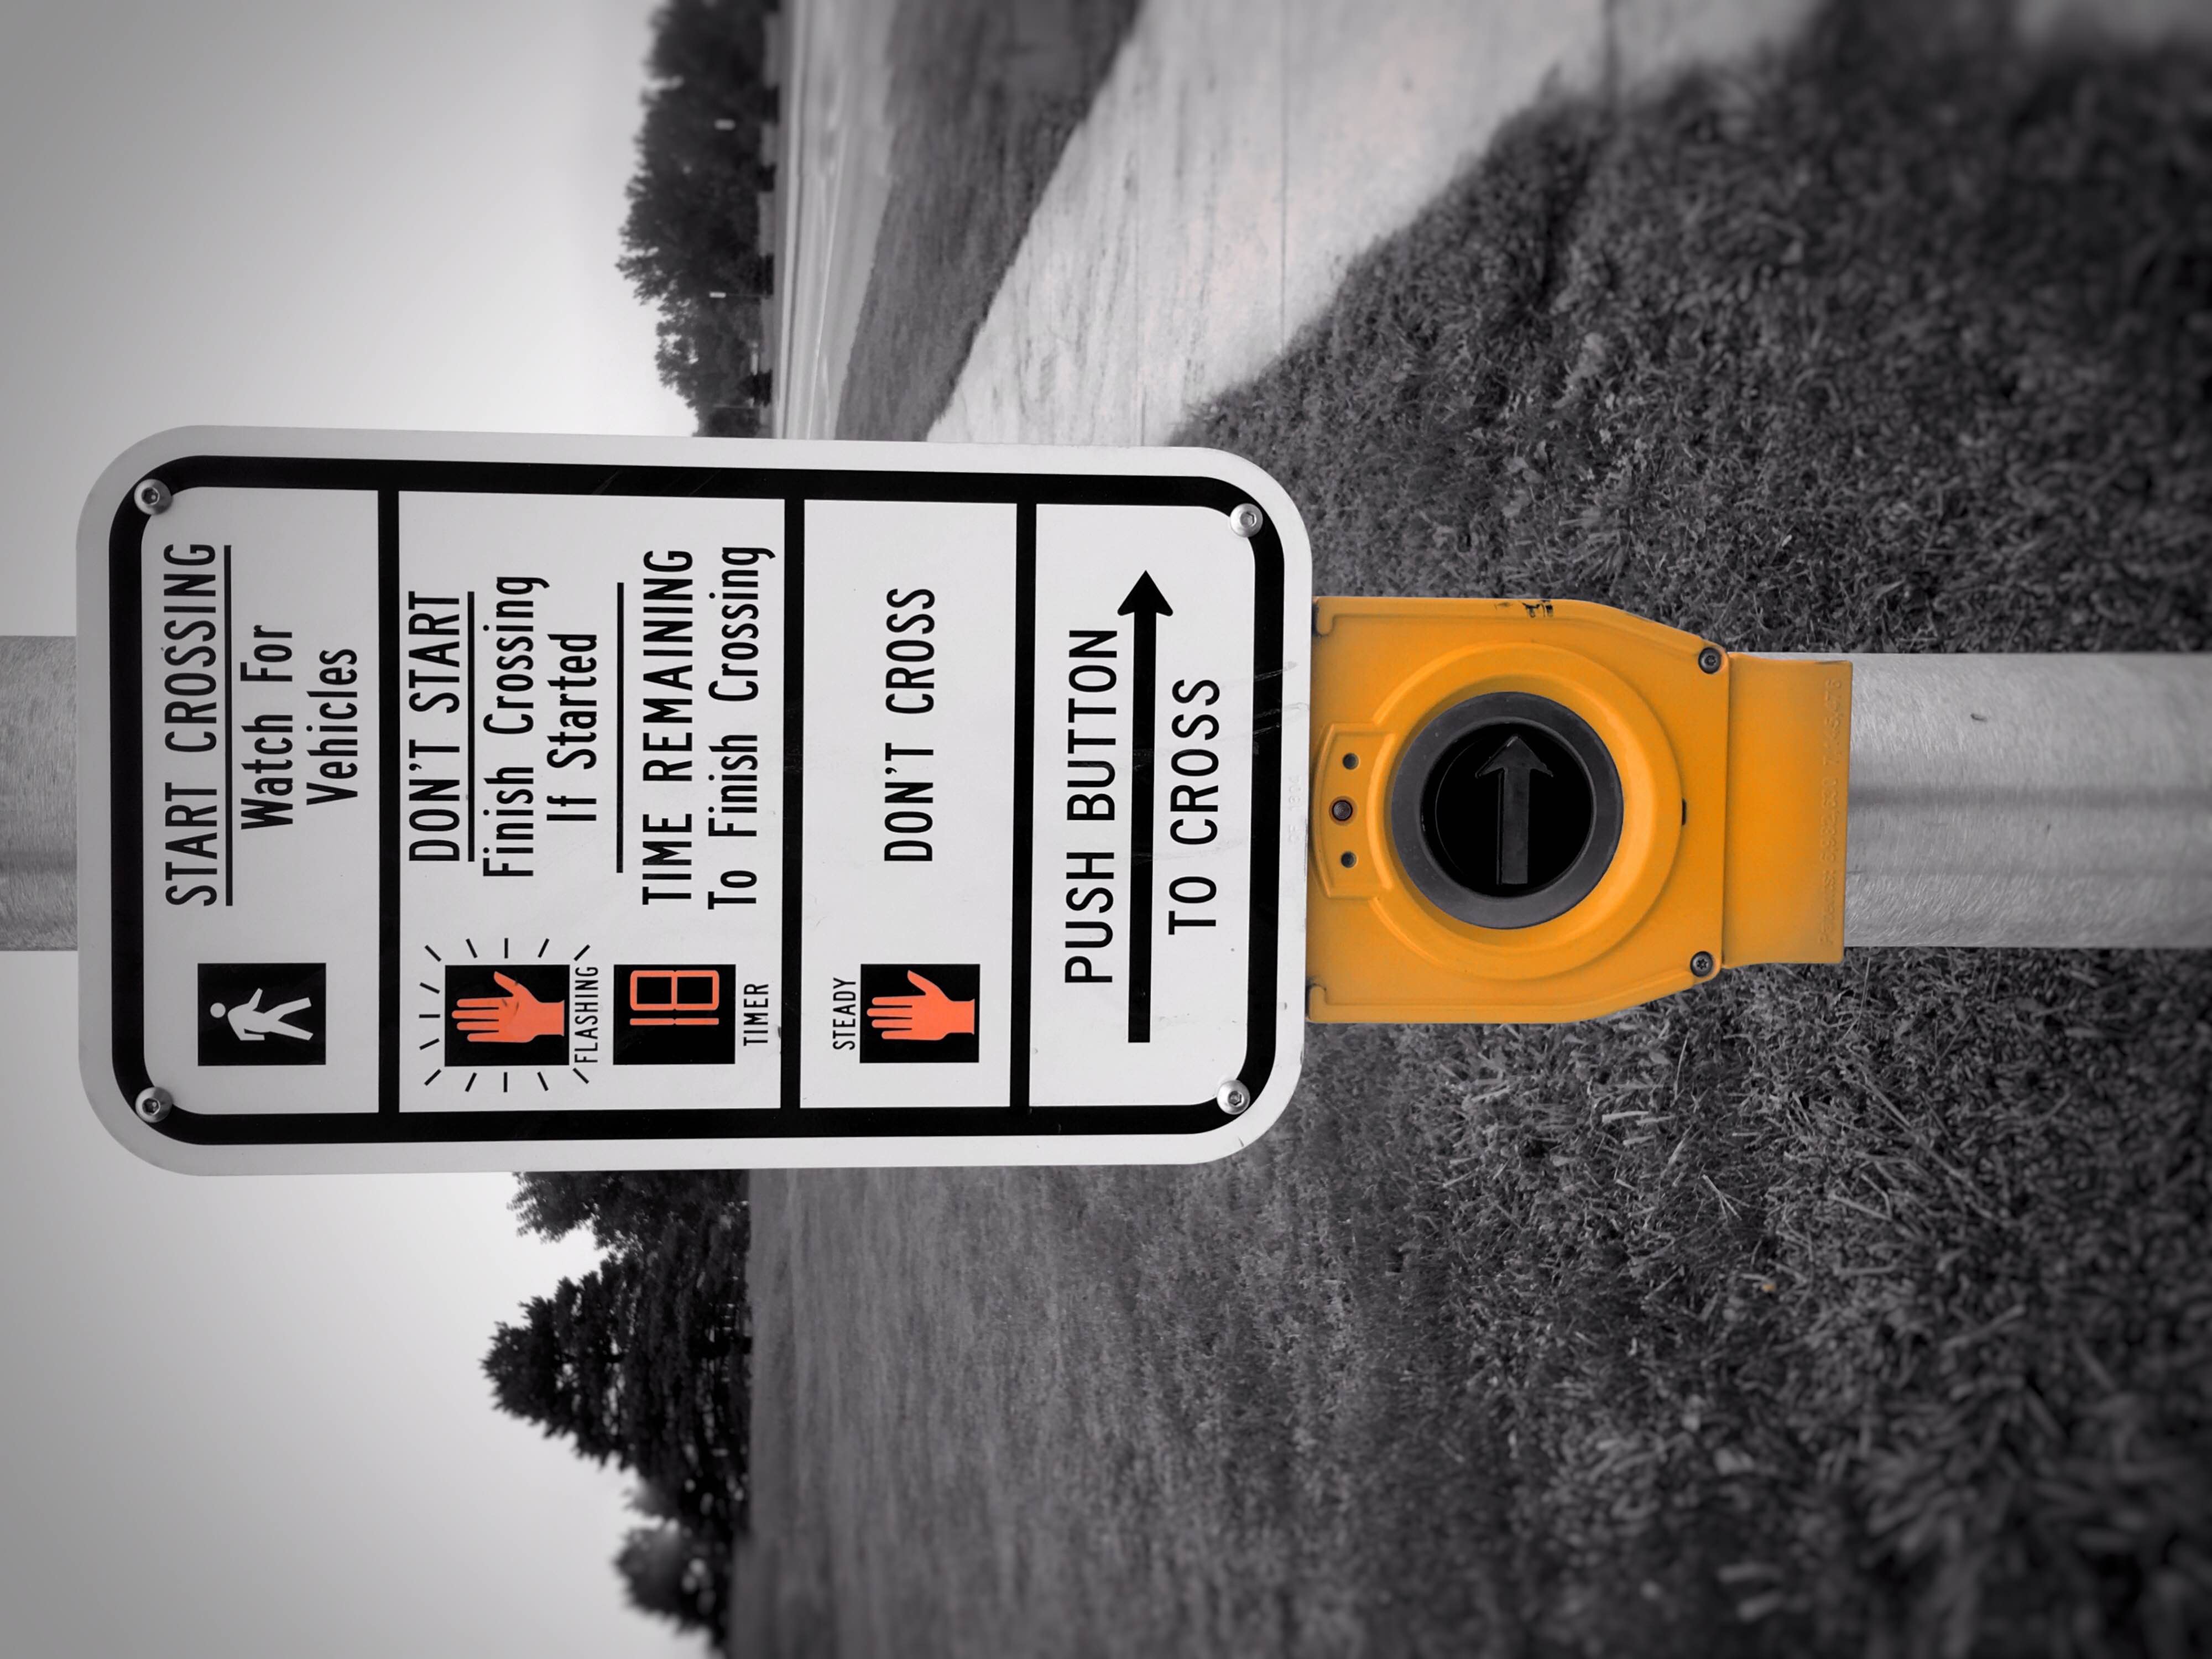 START CROSSING
Watch For
Vehicles
DON'T START
Finish Crossing
If Started
FLASHING
18
TIMER
TIME REMAINING
To Finish Crossing
STEADY
DON'T CROSS
PUSH BUTTON
TO CROSS